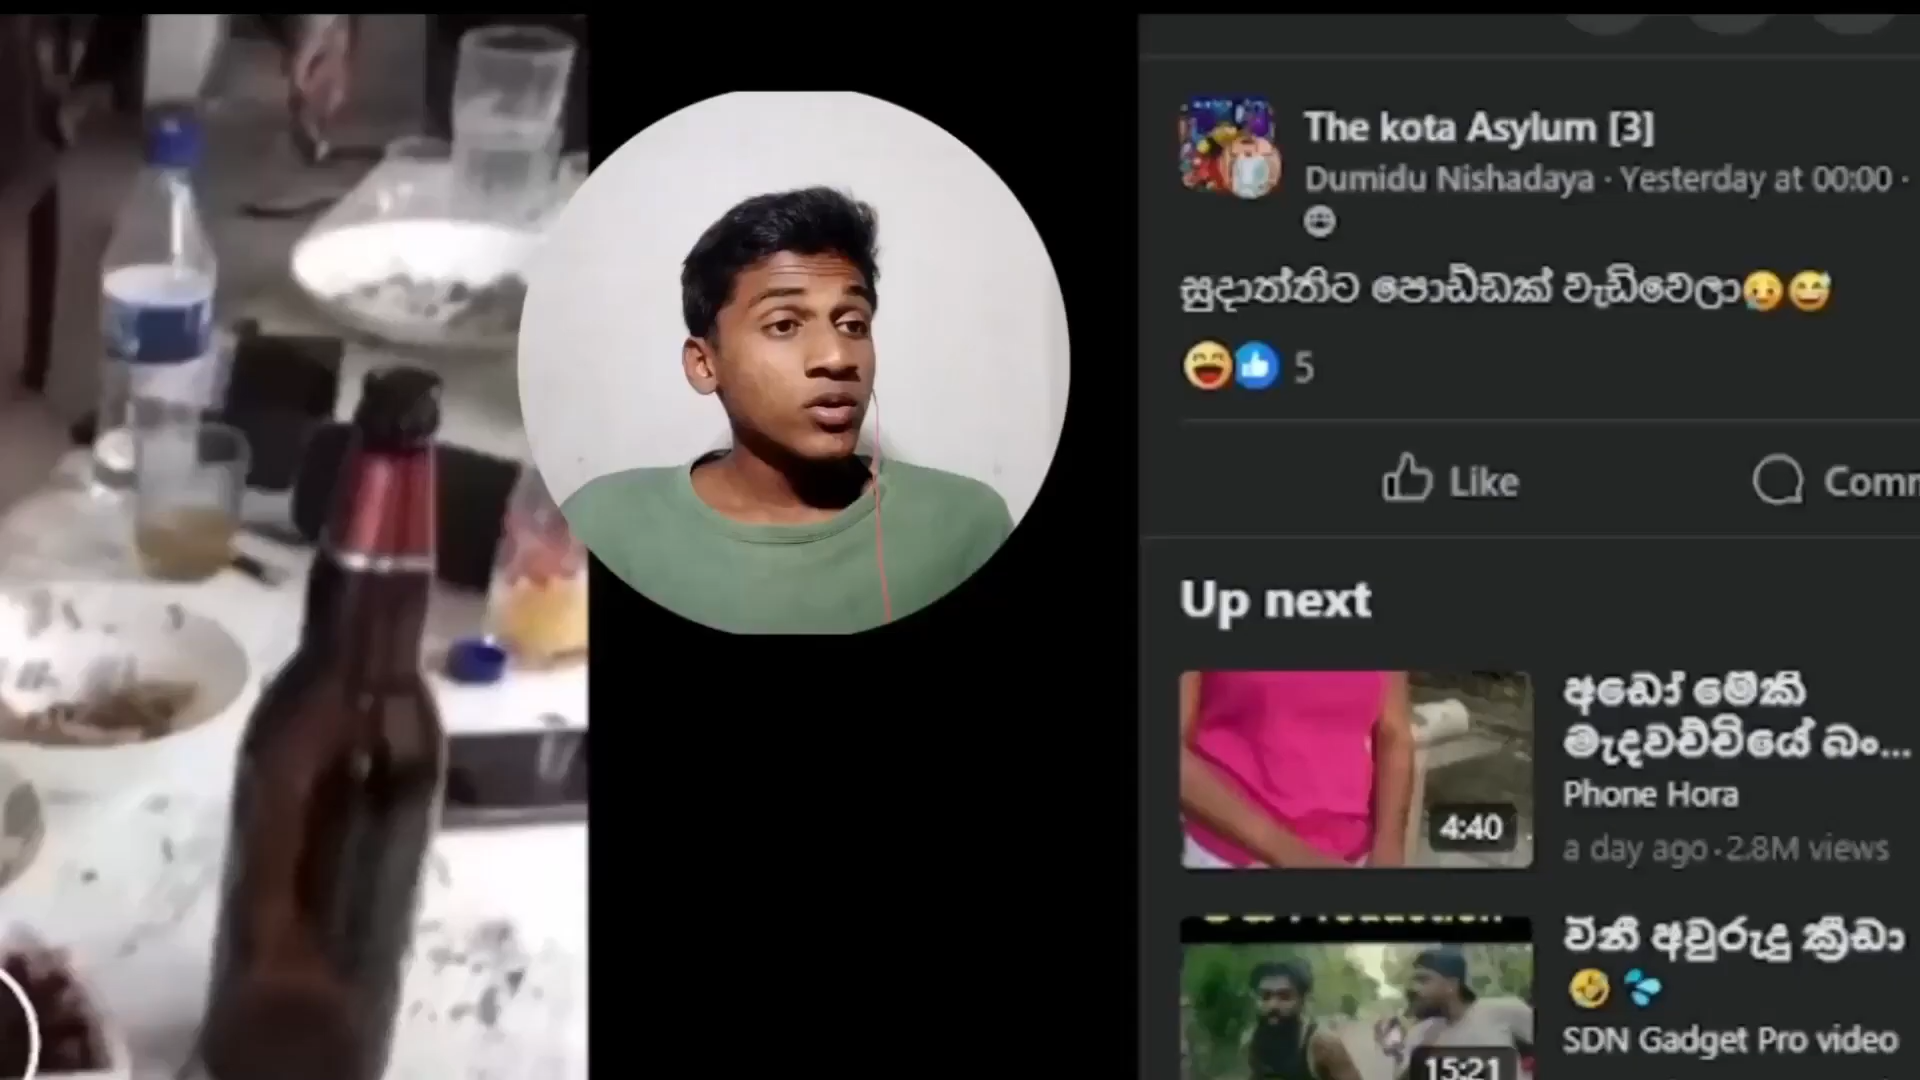 The kota Asylum [3]
Dumidu Nishadaya · Yesterday at 00:00 ·
සුදාත්තිට පොඩ්ඩක් වැඩිවෙලා🥲😅
5
Like
Up next
අඩෝ මේකි
මැදවච්චියේ බං...
Phone Hora
a day ago · 2.8M views
4:40
විනී අවුරුදු ක්‍රීඩා
🤣 💦
SDN Gadget Pro video
15:21